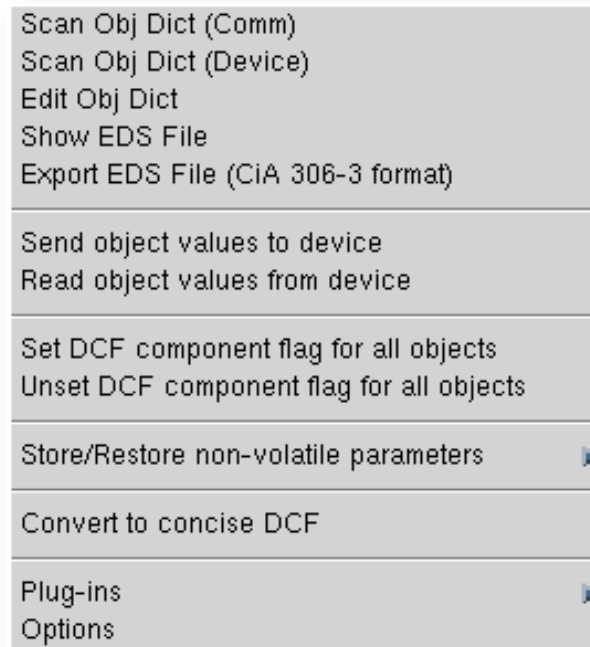 Scan Obj Dict (Comm)
Scan Obj Dict (Device)
Edit Obj Dict
Show EDS File
Export EDS File (CiA 306-3 format)
Send object values to device
Read object values from device
Set DCF component flag for all objects
Unset DCF component flag for all objects
Store/Restore non-volatile parameters
Convert to concise DCF
Plug-ins
Options